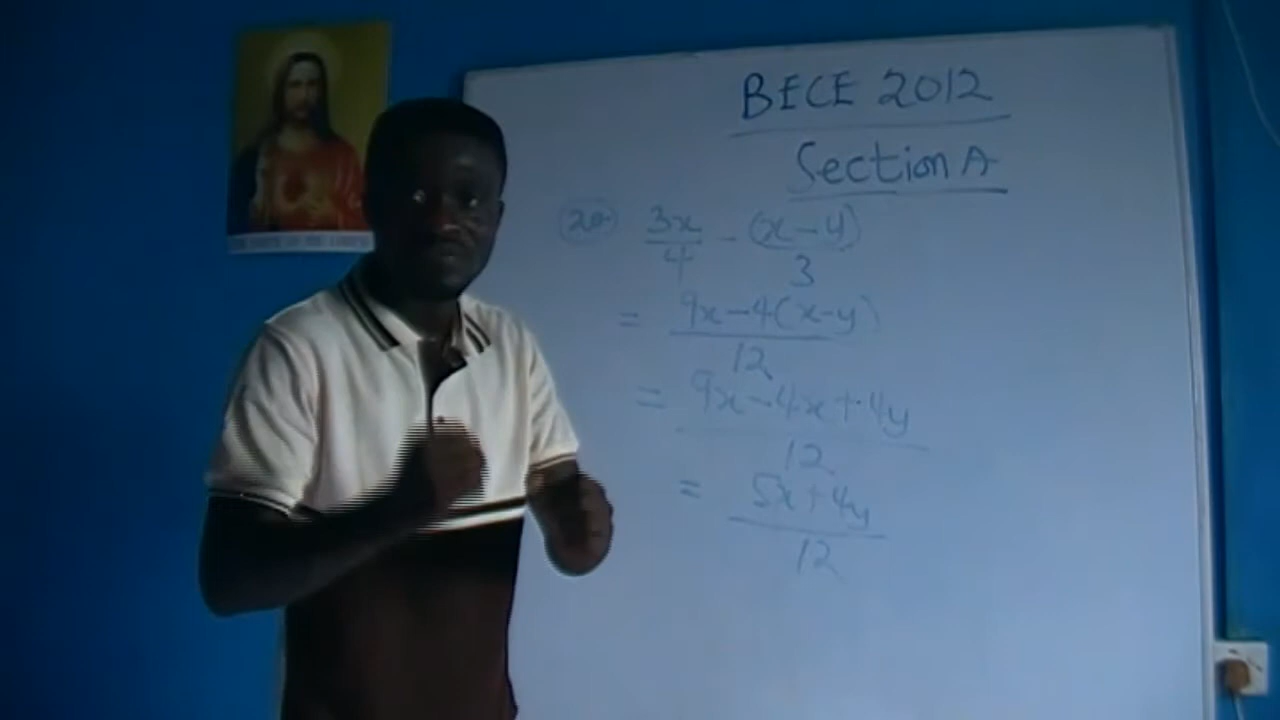 BECE 2012
Section A
20. 3x/4 - (x-y)/3
= 9x-4(x-y)/12
= 9x-4x+4y/12
= 5x+4y/12